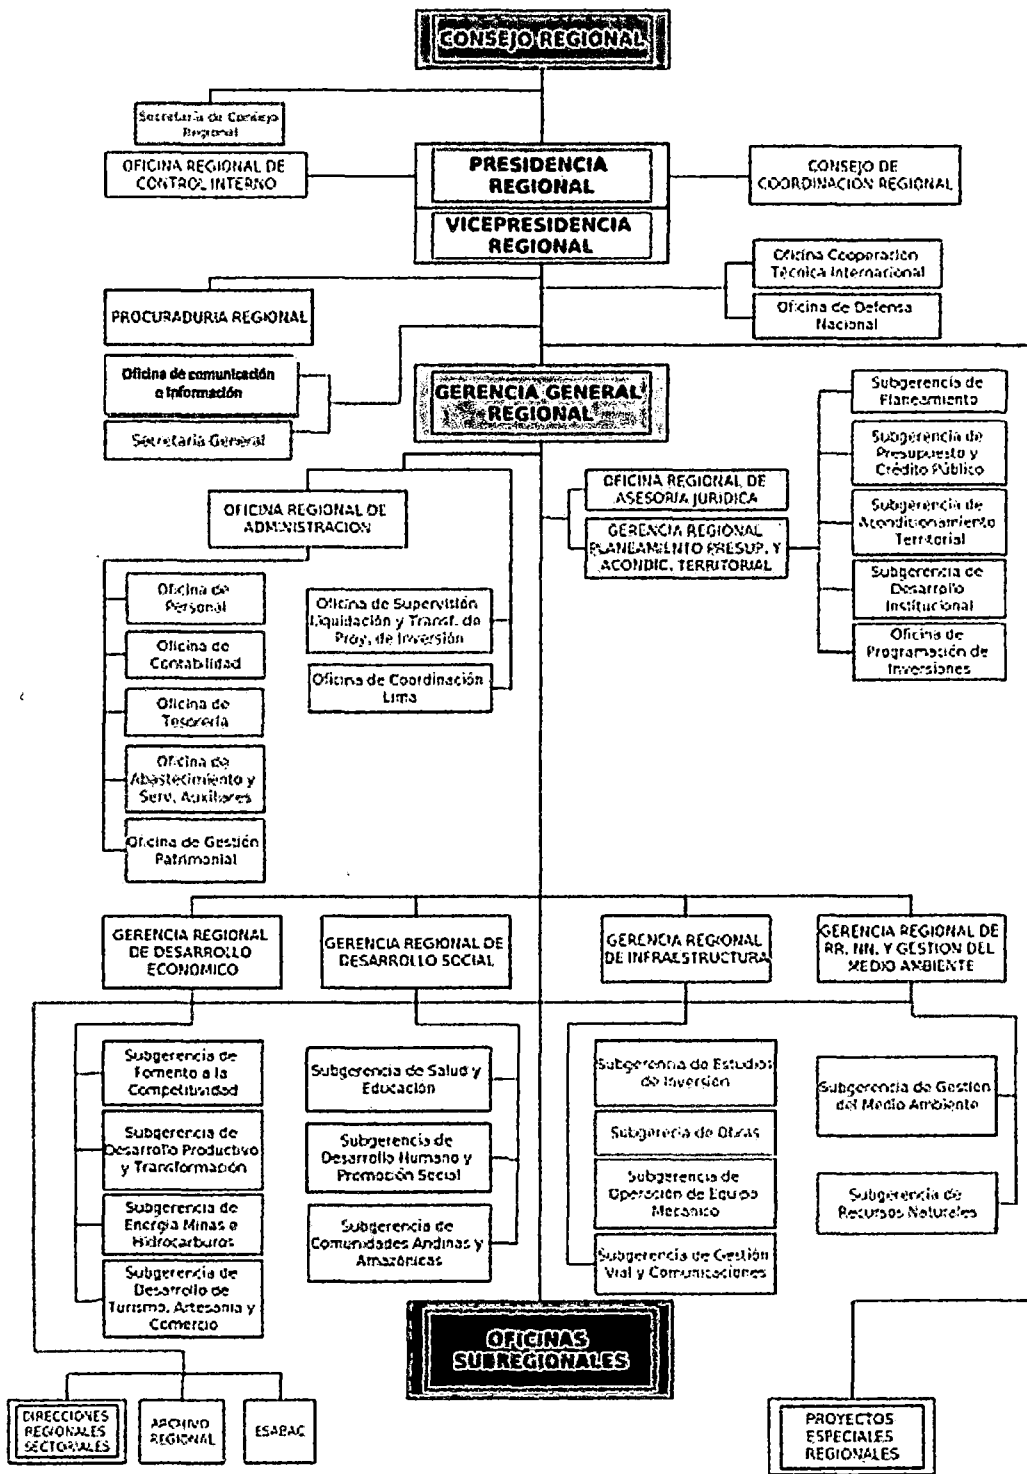 CONSEJO REGIONAL
Secretaría de Consejo
Regional
OFICINA REGIONAL DE
CONTROL INTERNO
PRESIDENCIA
REGIONAL
CONSEJO DE
COORDINACIÓN REGIONAL
VICEPRESIDENCIA
REGIONAL
Oficina Cooperación
Técnica Internacional
Oficina de Defensa
Nacional
PROCURADURIA REGIONAL
Oficina de comunicación
e Información
Secretaría General
GERENCIA GENERAL
REGIONAL
Subgerencia de
Planeamiento
Subgerencia de
Presupuesto y
Crédito Público
Subgerencia de
Acondicionamiento
Territorial
Subgerencia de
Desarrollo
Institucional
Oficina de
Programación de
Inversiones
OFICINA REGIONAL DE
ASESORIA JURIDICA
GERENCIA REGIONAL
PLANEAMIENTO PRESUP. Y
ACONDIC. TERRITORIAL
OFICINA REGIONAL DE
ADMINISTRACION
Oficina de
Personal
Oficina de
Contabilidad
Oficina de
Tesorería
Oficina de
Abastecimiento y
Serv. Auxiliares
Oficina de Gestión
Patrimonial
Oficina de Supervisión
Liquidación y Transf. de
Proy. de Inversión
Oficina de Coordinación
Lima
GERENCIA REGIONAL
DE DESARROLLO
ECONOMICO
GERENCIA REGIONAL DE
DESARROLLO SOCIAL
GERENCIA REGIONAL
DE INFRAESTRUCTURA
GERENCIA REGIONAL DE
RR. NN. Y GESTION DEL
MEDIO AMBIENTE
Subgerencia de
Fomento a la
Competitividad
Subgerencia de
Desarrollo Productivo
y Transformación
Subgerencia de
Energía Minas e
Hidrocarburos
Subgerencia de
Desarrollo de
Turismo, Artesanía y
Comercio
Subgerencia de Salud y
Educación
Subgerencia de
Desarrollo Humano y
Promoción Social
Subgerencia de
Comunidades Andinas y
Amazónicas
Subgerencia de Estudios
de Inversión
Subgerencia de Obras
Subgerencia de
Operación de Equipo
Mecánico
Subgerencia de Gestión
Vial y Comunicaciones
Subgerencia de Gestión
del Medio Ambiente
Subgerencia de
Recursos Naturales
OFICINAS
SUBREGIONALES
DIRECCIONES
REGIONALES
SECTORIALES
ARCHIVO
REGIONAL
ESABAC
PROYECTOS
ESPECIALES
REGIONALES